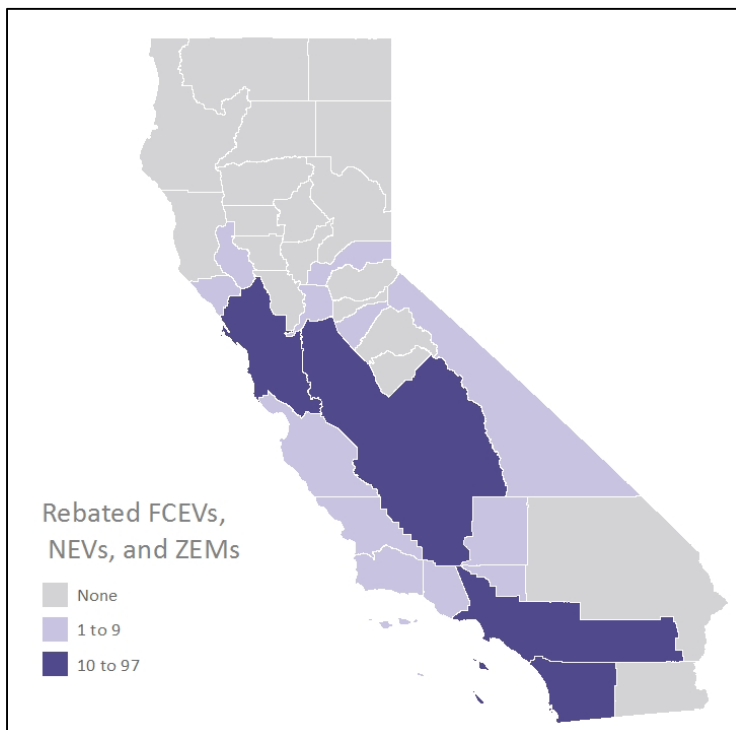 Rebated FCEVs,
NEVs, and ZEMs
None
1 to 9
10 to 97